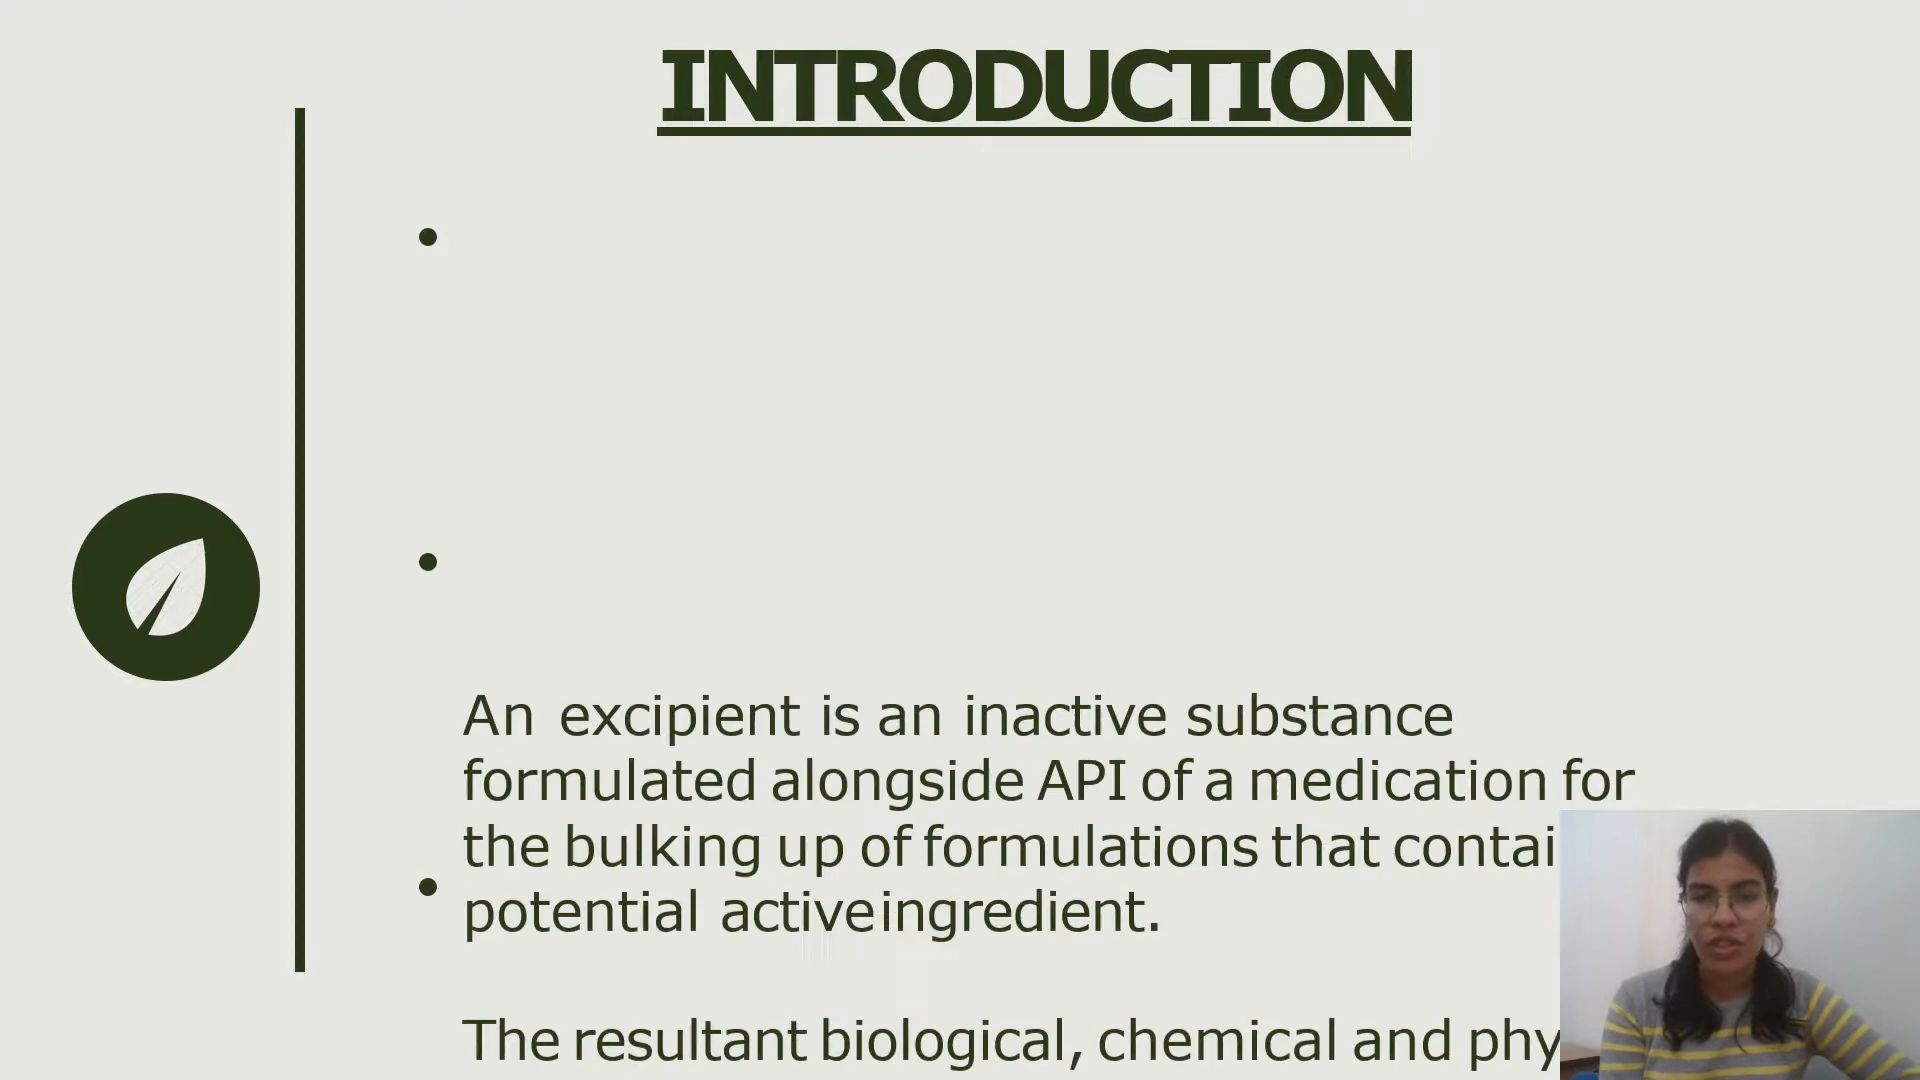 INTRODUCTION
An excipient is an inactive substance
formulated alongside API of a medication for
the bulking up of formulations that contai
potential active ingredient.
The resultant biological, chemical and phy